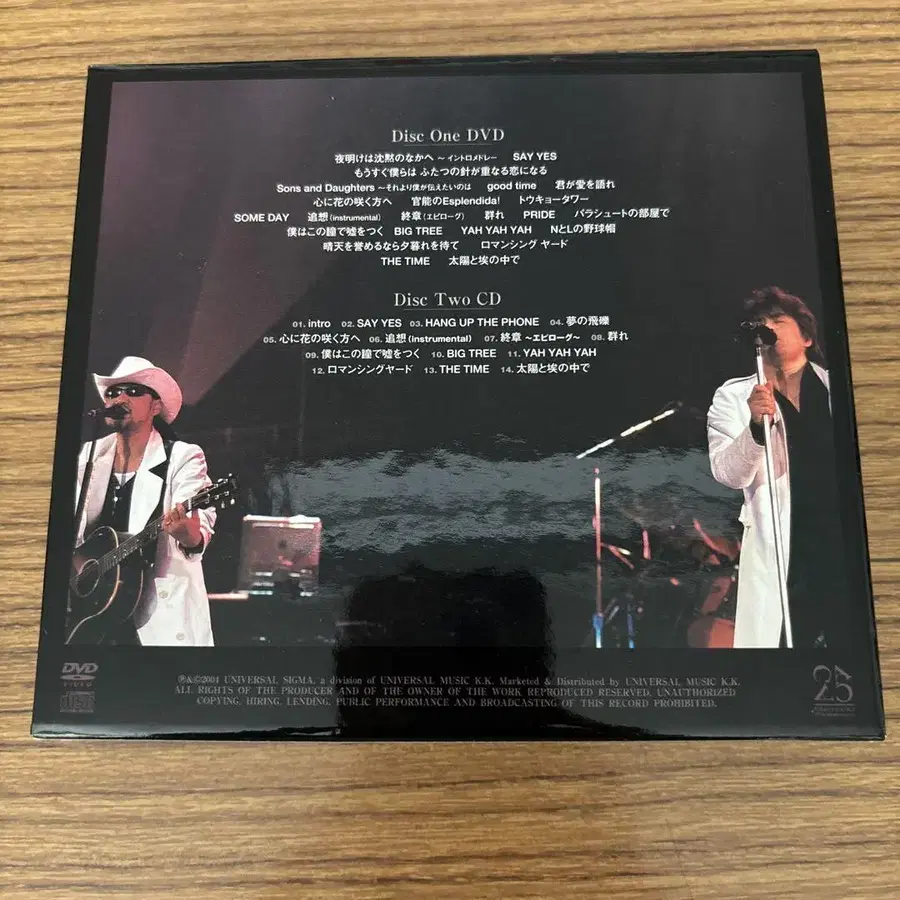 Disc One DVD
夜明けは沈黙のなかへ ～イントロメドレー SAY YES
もうすぐ僕らは ふたつの針が重なる恋になる
Sons and Daughters ～それより僕が伝えたいのは good time 君が愛を語れ
心に花の咲く方へ 官能のEsplendida! トウキョータワー
SOME DAY 追想(instrumental) 終章(エピローグ) 群れ PRIDE パラシュートの部屋で
僕はこの瞳で嘘をつく BIG TREE YAH YAH YAH NとLの野球帽
晴天を誉めるなら夕暮れを待て ロマンシング ヤード
THE TIME 太陽と埃の中で
Disc Two CD
01. intro 02. SAY YES 03. HANG UP THE PHONE 04. 夢の飛礫
05. 心に花の咲く方へ 06. 追想(instrumental) 07. 終章 ～エピローグ～ 08. 群れ
09. 僕はこの瞳で嘘をつく 10. BIG TREE 11. YAH YAH YAH
12. ロマンシングヤード 13. THE TIME 14. 太陽と埃の中で
DVD
VIDEO
℗&©2001 UNIVERSAL SIGMA, a division of UNIVERSAL MUSIC K.K. Marketed & Distributed by UNIVERSAL MUSIC K.K.
ALL RIGHTS OF THE PRODUCER AND OF THE OWNER OF THE WORK REPRODUCED RESERVED. UNAUTHORIZED
COPYING, HIRING, LENDING, PUBLIC PERFORMANCE AND BROADCASTING OF THIS RECORD PROHIBITED.
25